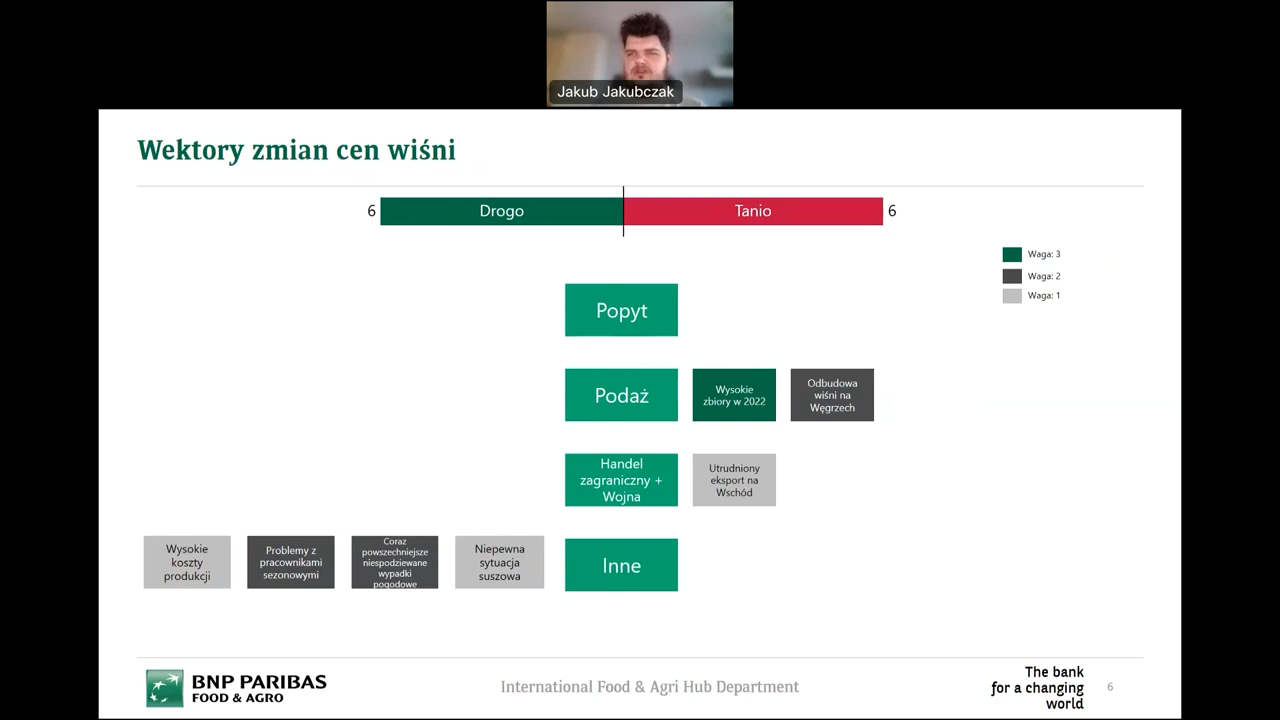 Jakub Jakubczak
Wektory zmian cen wiśni
6
Drogo
Tanio
6
Waga: 3
Waga: 2
Waga: 1
Popyt
Podaż
Wysokie
zbiory w 2022
Odbudowa
wiśni na
Węgrzech
Handel
zagraniczny +
Wojna
Utrudniony
eksport na
Wschód
Wysokie
koszty
produkcji
Problemy z
pracownikami
sezonowymi
Coraz
powszechniejsze
niespodziewane
wypadki
pogodowe
Niepewna
sytuacja
suszowa
Inne
BNP PARIBAS
FOOD & AGRO
International Food & Agri Hub Department
The bank
for a changing
world
6